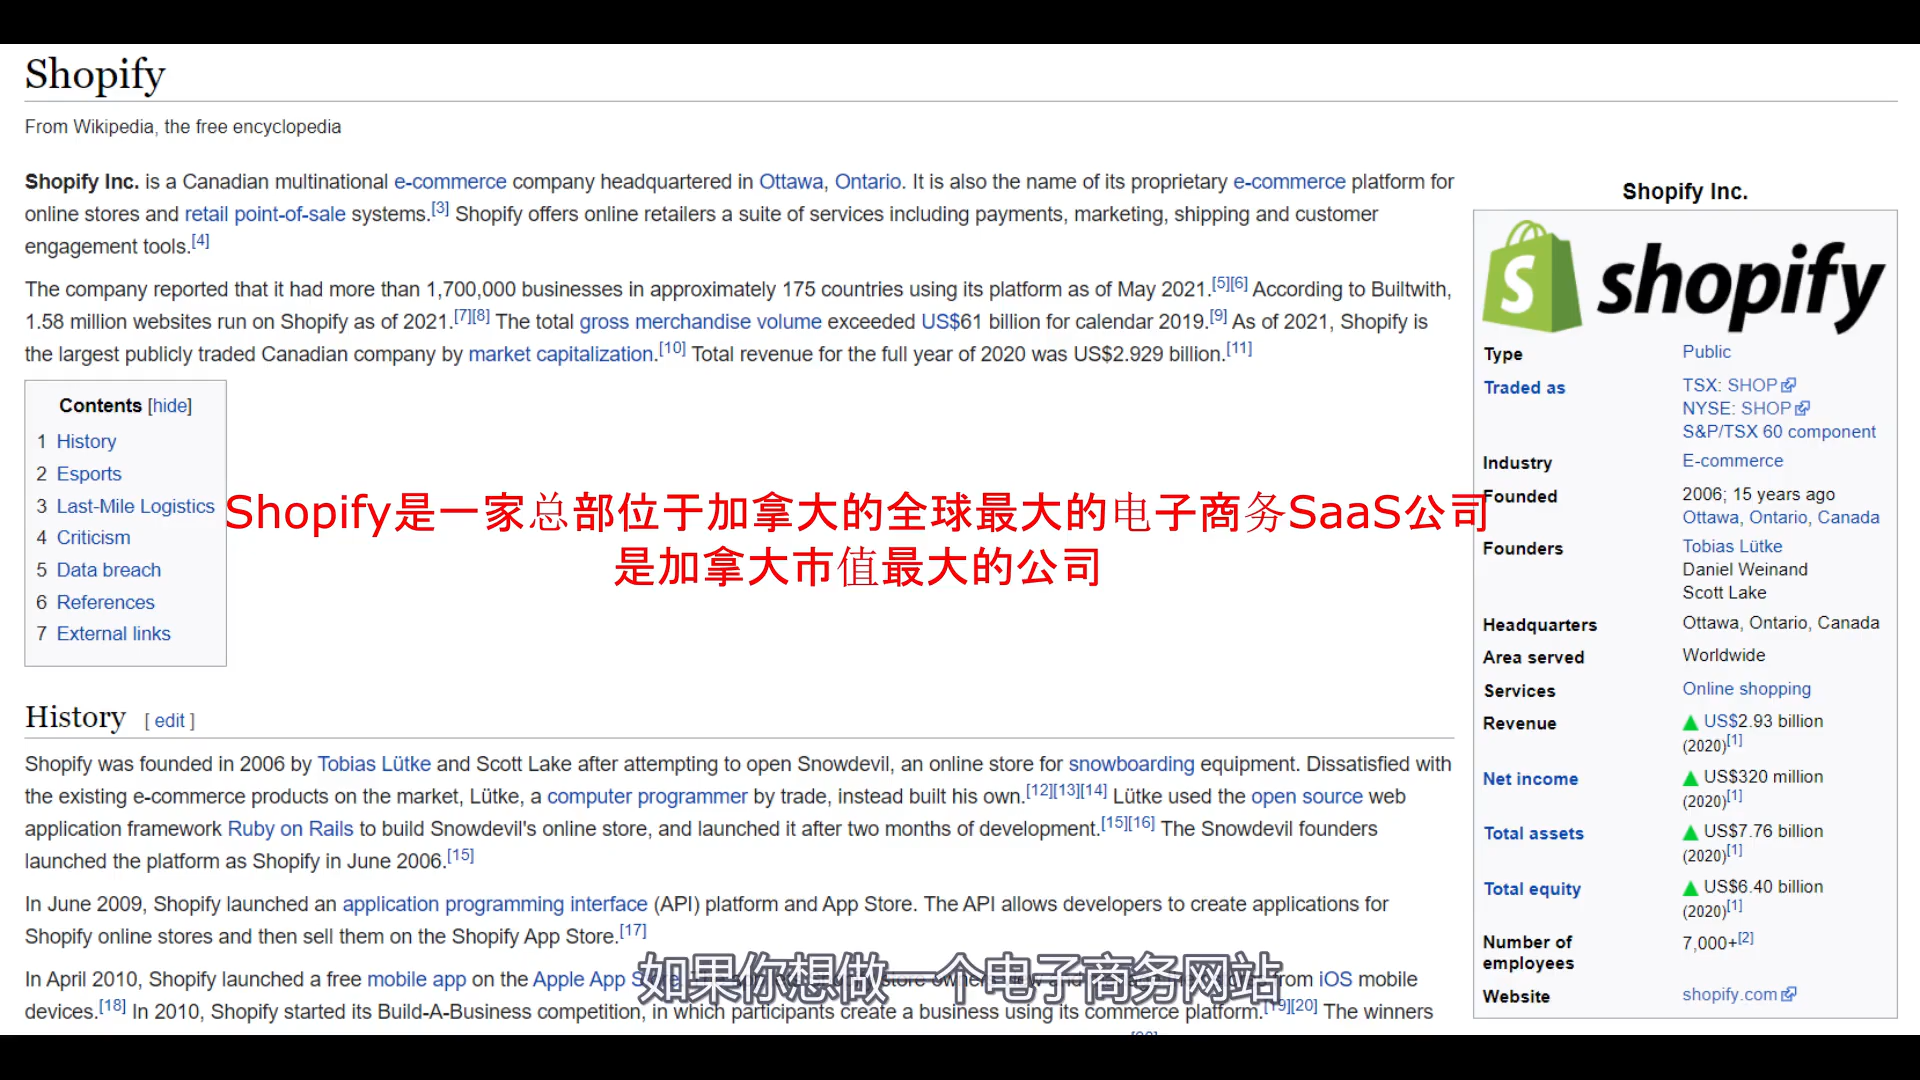 Shopify
From Wikipedia, the free encyclopedia
Shopify Inc. is a Canadian multinational e-commerce company headquartered in Ottawa, Ontario. It is also the name of its proprietary e-commerce platform for
online stores and retail point-of-sale systems.[3] Shopify offers online retailers a suite of services including payments, marketing, shipping and customer
engagement tools.[4]
The company reported that it had more than 1,700,000 businesses in approximately 175 countries using its platform as of May 2021.[5][6] According to Builtwith,
1.58 million websites run on Shopify as of 2021.[7][8] The total gross merchandise volume exceeded US$61 billion for calendar 2019.[9] As of 2021, Shopify is
the largest publicly traded Canadian company by market capitalization.[10] Total revenue for the full year of 2020 was US$2.929 billion.[11]
Contents [hide]
1 History
2 Esports
3 Last-Mile Logistics
4 Criticism
5 Data breach
6 References
7 External links
Shopify是一家总部位于加拿大的全球最大的电子商务SaaS公司
是加拿大市值最大的公司
History [ edit ]
Shopify was founded in 2006 by Tobias Lütke and Scott Lake after attempting to open Snowdevil, an online store for snowboarding equipment. Dissatisfied with
the existing e-commerce products on the market, Lütke, a computer programmer by trade, instead built his own.[12][13][14] Lütke used the open source web
application framework Ruby on Rails to build Snowdevil's online store, and launched it after two months of development.[15][16] The Snowdevil founders
launched the platform as Shopify in June 2006.[15]
In June 2009, Shopify launched an application programming interface (API) platform and App Store. The API allows developers to create applications for
Shopify online stores and then sell them on the Shopify App Store.[17]
In April 2010, Shopify launched a free mobile app on the Apple App from iOS mobile
如果你想做一个电子商务网站
devices.[18] In 2010, Shopify started its Build-A-Business competition, in which participants create a business using its commerce platform.[19][20] The winners
Shopify Inc.
shopify
Type Public
Traded as TSX: SHOP
NYSE: SHOP
S&P/TSX 60 component
Industry E-commerce
Founded 2006; 15 years ago
Ottawa, Ontario, Canada
Founders Tobias Lütke
Daniel Weinand
Scott Lake
Headquarters Ottawa, Ontario, Canada
Area served Worldwide
Services Online shopping
Revenue ▲ US$2.93 billion
(2020)[1]
Net income ▲ US$320 million
(2020)[1]
Total assets ▲ US$7.76 billion
(2020)[1]
Total equity ▲ US$6.40 billion
(2020)[1]
Number of employees 7,000+[2]
Website shopify.com